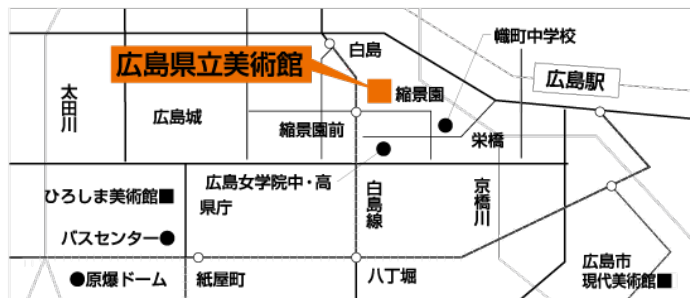 白島
幟町中学校
広島県立美術館
広島駅
太田川
縮景園
広島城
縮景園前
栄橋
広島女学院中・高
県庁
ひろしま美術館
白島線
京橋川
バスセンター
広島市
現代美術館
原爆ドーム
紙屋町
八丁堀